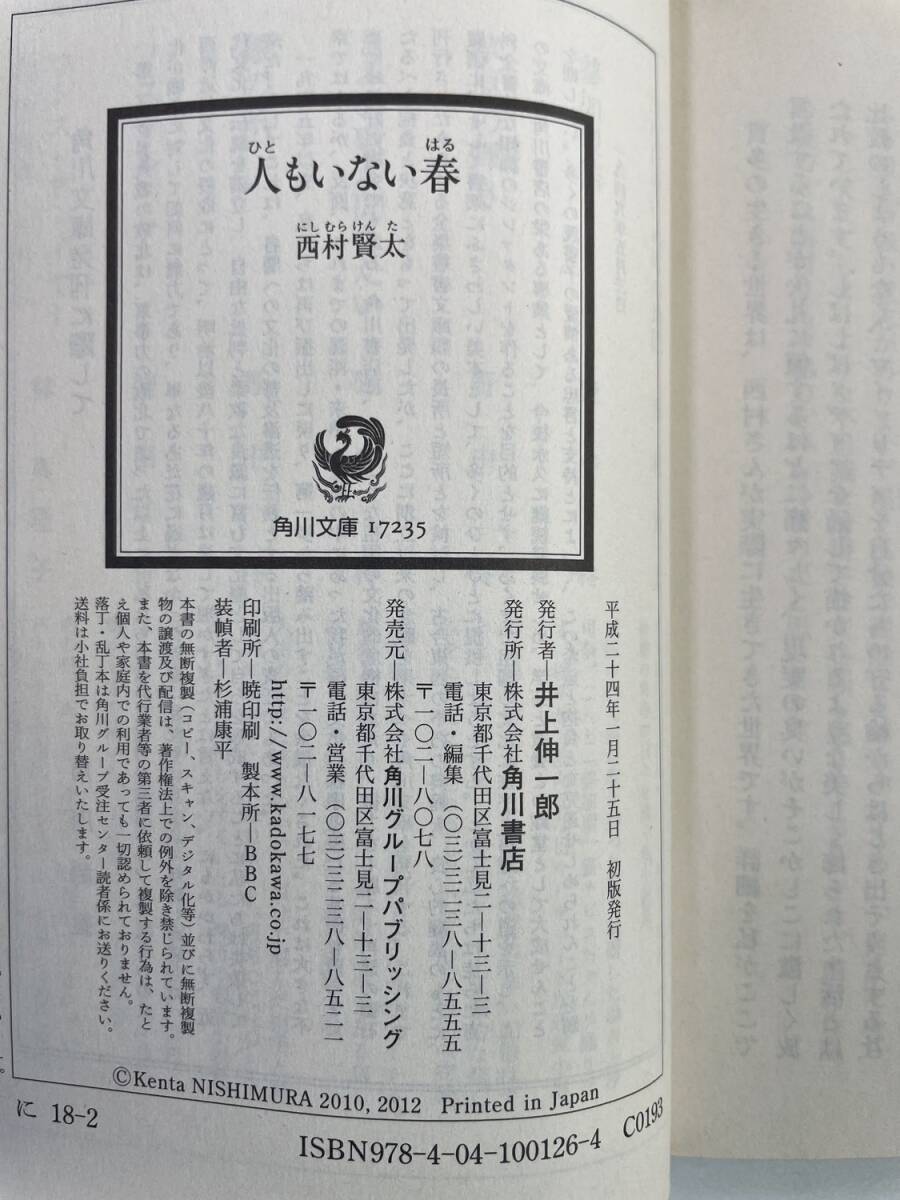 ひと はる
人もいない春
にし むら けん た
西村賢太
角川文庫 17235
平成二十四年一月二十五日 初版発行
発行者―井上伸一郎
発行所―株式会社角川書店
東京都千代田区富士見二―十三―三
電話・編集 (〇三)三二三八―八五五五
〒一〇二―八〇七八
発売元―株式会社角川グループパブリッシング
東京都千代田区富士見二―十三―三
電話・営業 (〇三)三二三八―八五二一
〒一〇二―八一七七
http://www.kadokawa.co.jp
印刷所―暁印刷 製本所―BBC
装幀者―杉浦康平
本書の無断複製(コピー、スキャン、デジタル化等)並びに無断複製
物の譲渡及び配信は、著作権法上での例外を除き禁じられています。
また、本書を代行業者等の第三者に依頼して複製する行為は、たと
え個人や家庭内での利用であっても一切認められておりません。
落丁・乱丁本は角川グループ受注センター読者係にお送りください。
送料は小社負担でお取り替えいたします。
©Kenta NISHIMURA 2010, 2012 Printed in Japan
に 18-2
ISBN978-4-04-100126-4 C0193